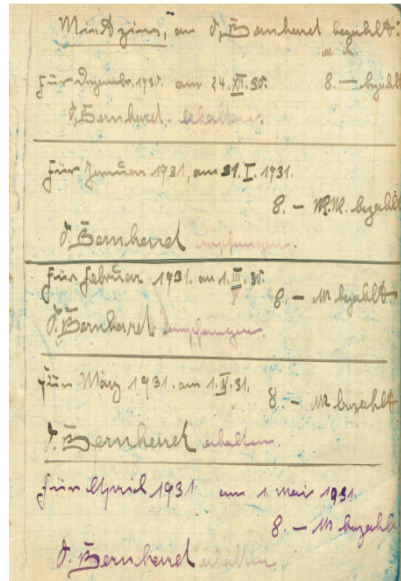 Mietzins, an J. Bernhard bezahlt:
Für Dezember 1930. am 24. XII. 30. 8. — bezahlt
J. Bernhard erhalten.
Für Januar 1931, am 31. I. 1931.
8. — M. bezahlt
J. Bernhard empfangen.
Für Februar 1931. am 1. III. 31.
8. — M bezahlt
J. Bernhard empfangen.
Für März 1931. am 1. IV. 31.
8. — M bezahlt
J. Bernhard erhalten.
Für April 1931 am 1. Mai 1931.
8. — M bezahlt
J. Bernhard erhalten.